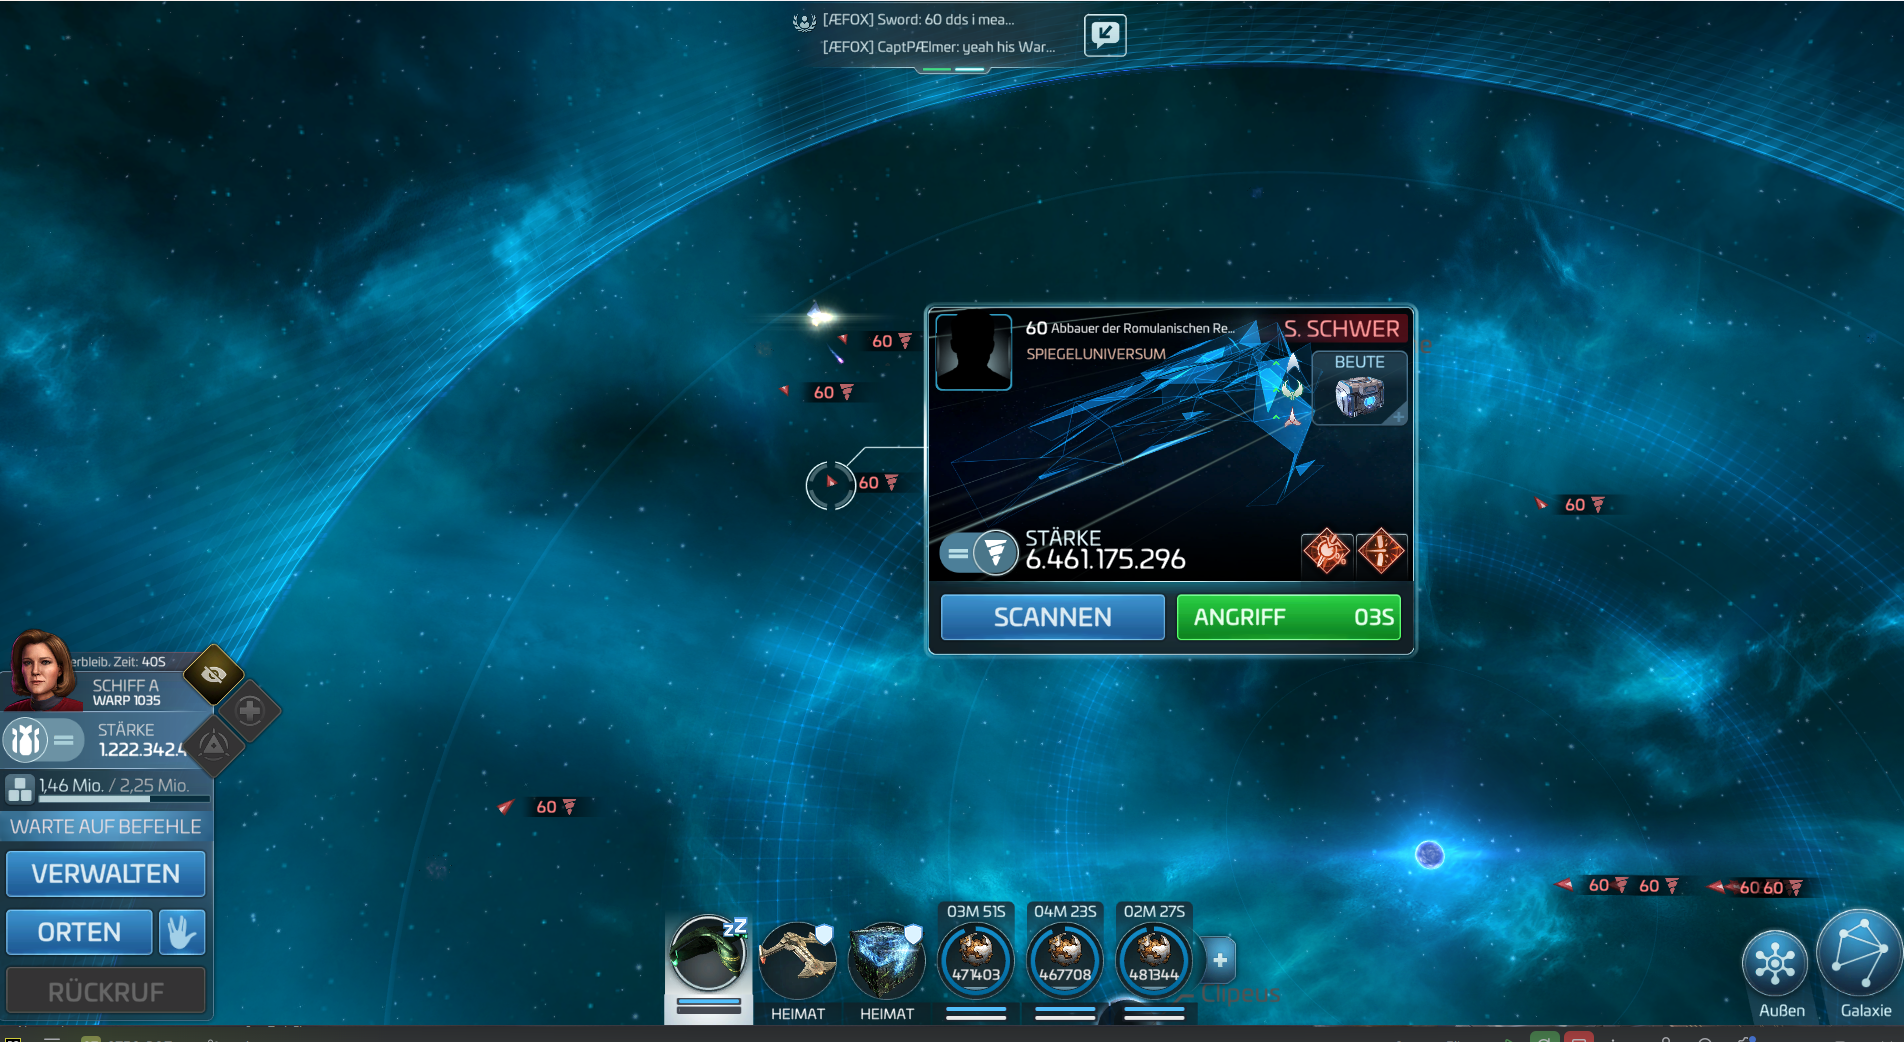 [ÆFOX] Sword: 60 dds i mea...
[ÆFOX] CaptPÆlmer: yeah his War...
60
60
60
60 Abbauer der Romulanischen Re...
S. SCHWER
SPIEGELUNIVERSUM
BEUTE
STÄRKE
6.461.175.296
SCANNEN
ANGRIFF 03S
60
60
60 60
60 60
erbleib. Zeit: 40S
SCHIFF A
WARP 1035
STÄRKE
1.222.342.4
1,46 Mio. / 2,25 Mio.
WARTE AUF BEFEHLE
VERWALTEN
ORTEN
RÜCKRUF
zZ
HEIMAT
HEIMAT
03M 51S
471403
04M 23S
467708
02M 27S
481344
Clipeus
Außen
Galaxie